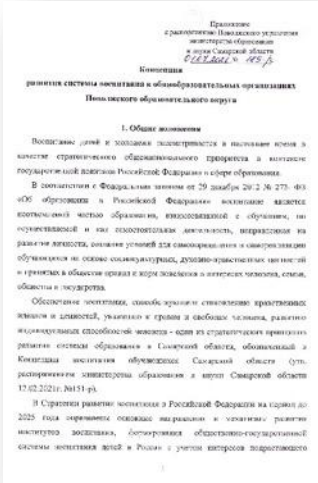 Приложение
к распоряжению Поволжского управления
министерства образования
и науки Самарской области
№ 185-р
Концепция
развития системы воспитания в общеобразовательных организациях
Поволжского образовательного округа
1. Общие положения
Воспитание детей и молодежи рассматривается в настоящее время в
качестве стратегического общенационального приоритета в контексте
государственной политики Российской Федерации в сфере образования.
В соответствии с Федеральным законом от 29 декабря 2012 № 273- ФЗ
«Об образовании в Российской Федерации» воспитание является
неотъемлемой частью образования, взаимосвязанной с обучением, но
осуществляемой и как самостоятельная деятельность, направленная на
развитие личности, создание условий для самоопределения и самореализации
обучающихся на основе социокультурных, духовно-нравственных ценностей
и принятых в обществе правил и норм поведения в интересах человека, семьи,
общества и государства.
Обеспечение воспитания, способствующего становлению нравственных
идеалов и ценностей, уважению к правам и свободам человека, развитию
индивидуальных способностей человека - один из стратегических принципов
развития системы образования в Самарской области, обозначенный в
Концепции воспитания обучающихся Самарской области (утв.
распоряжением министерства образования и науки Самарской области
12.02.2021г. №151-р).
В Стратегии развития воспитания в Российской Федерации на период до
2025 года определены основные направления и механизмы развития
институтов воспитания, формирования общественно-государственной
системы воспитания детей в России с учетом интересов подрастающего
1